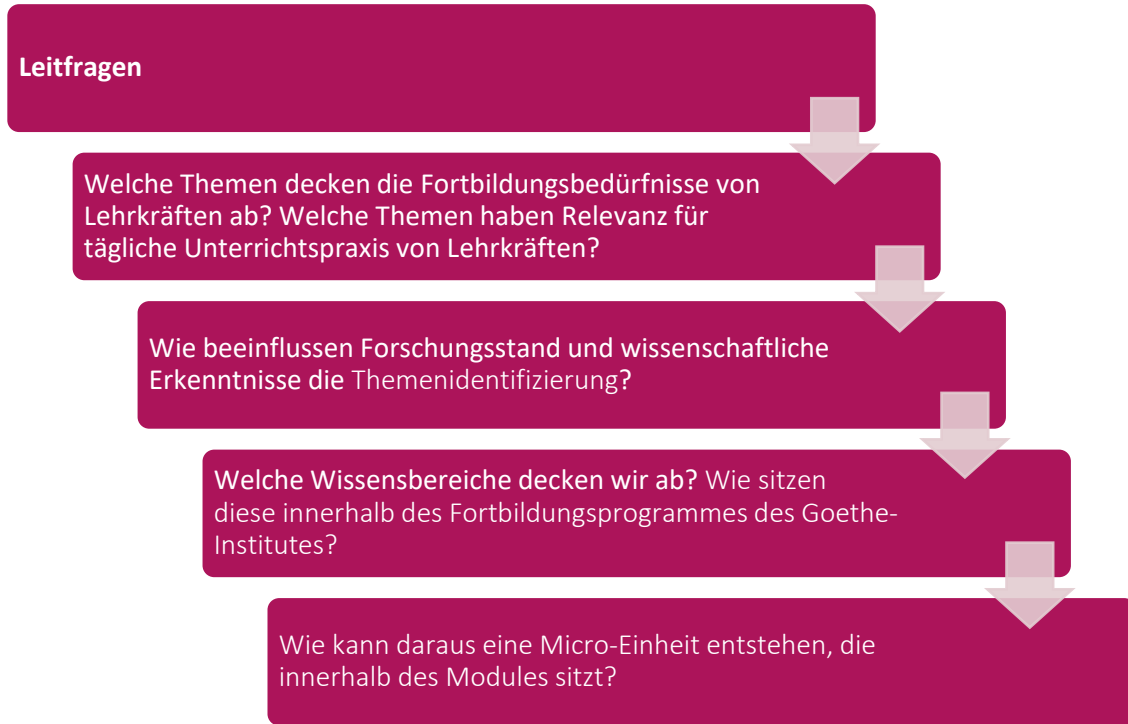 Leitfragen
Welche Themen decken die Fortbildungsbedürfnisse von
Lehrkräften ab? Welche Themen haben Relevanz für
tägliche Unterrichtspraxis von Lehrkräften?
Wie beeinflussen Forschungsstand und wissenschaftliche
Erkenntnisse die Themenidentifizierung?
Welche Wissensbereiche decken wir ab? Wie sitzen
diese innerhalb des Fortbildungsprogrammes des Goethe-
Institutes?
Wie kann daraus eine Micro-Einheit entstehen, die
innerhalb des Modules sitzt?